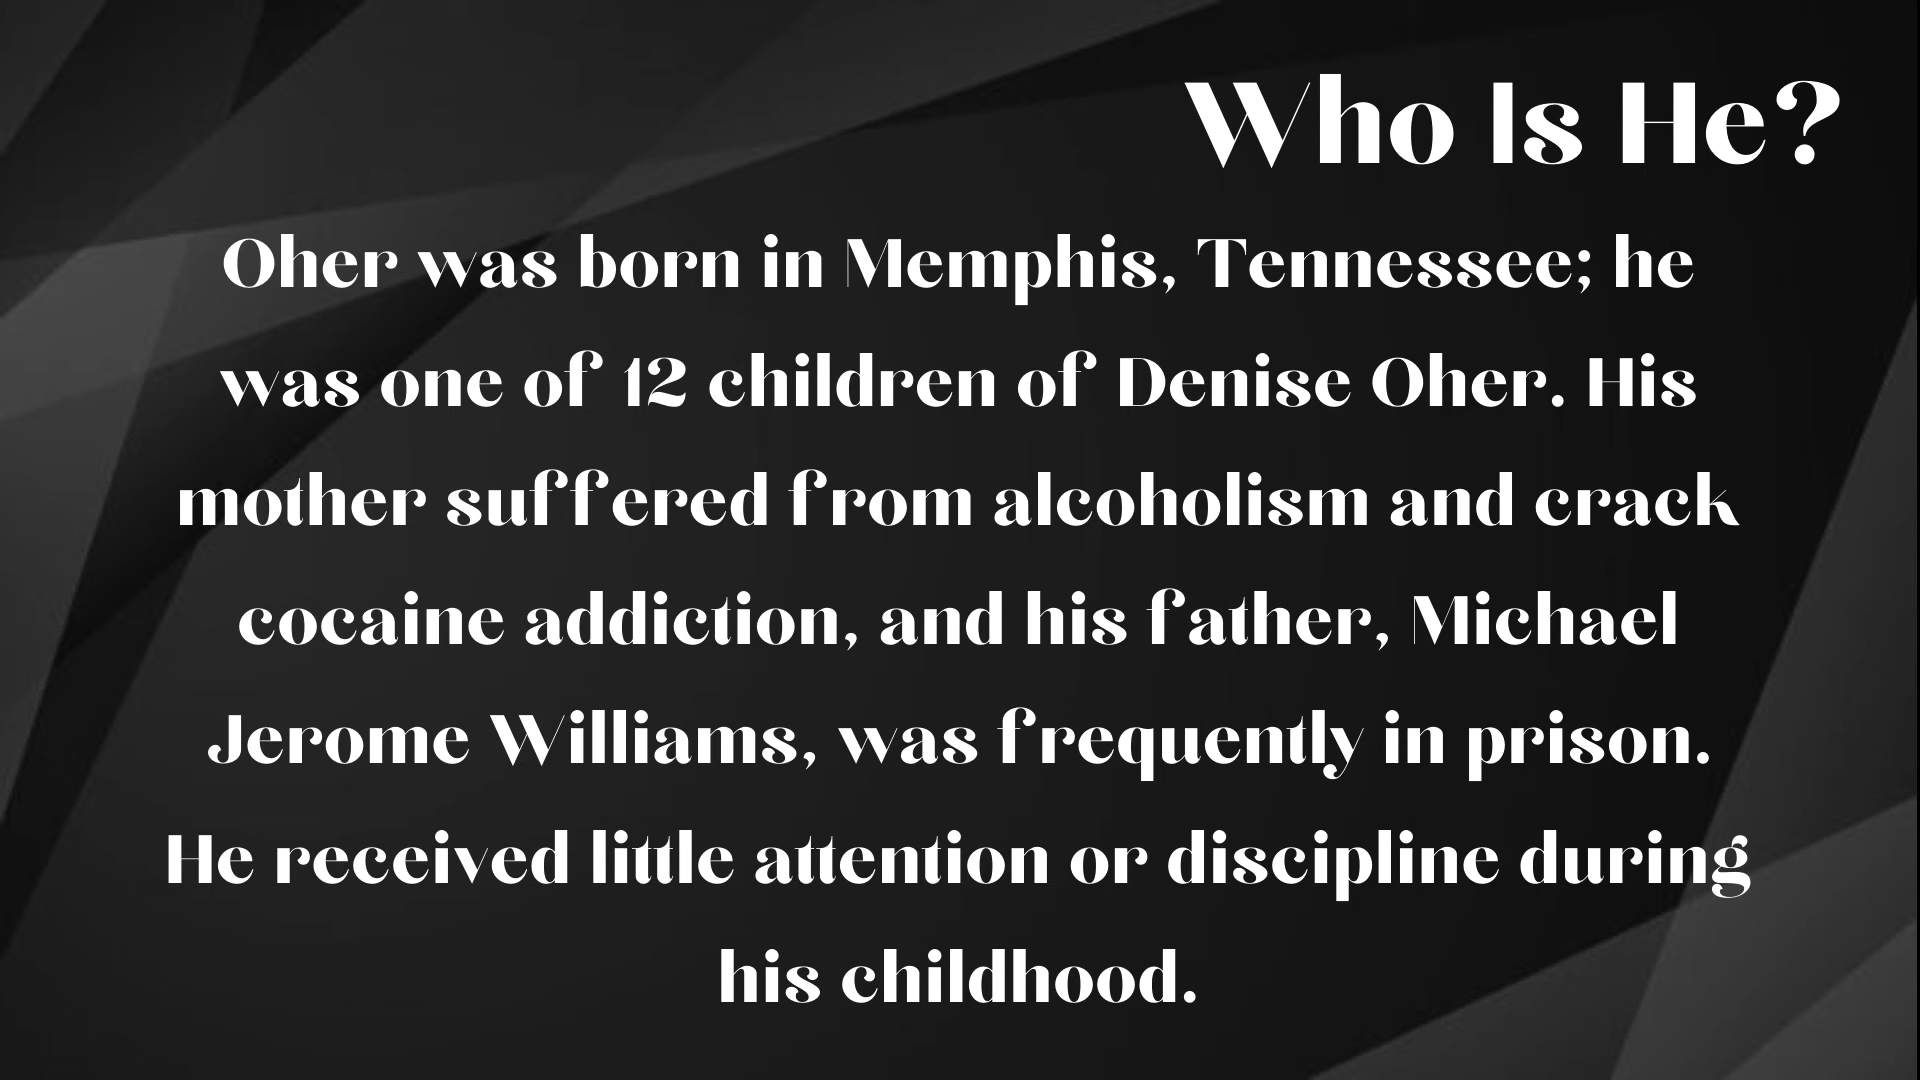 Who Is He?
Oher was born in Memphis, Tennessee; he
was one of 12 children of Denise Oher. His
mother suffered from alcoholism and crack
cocaine addiction, and his father, Michael
Jerome Williams, was frequently in prison.
He received little attention or discipline during
his childhood.